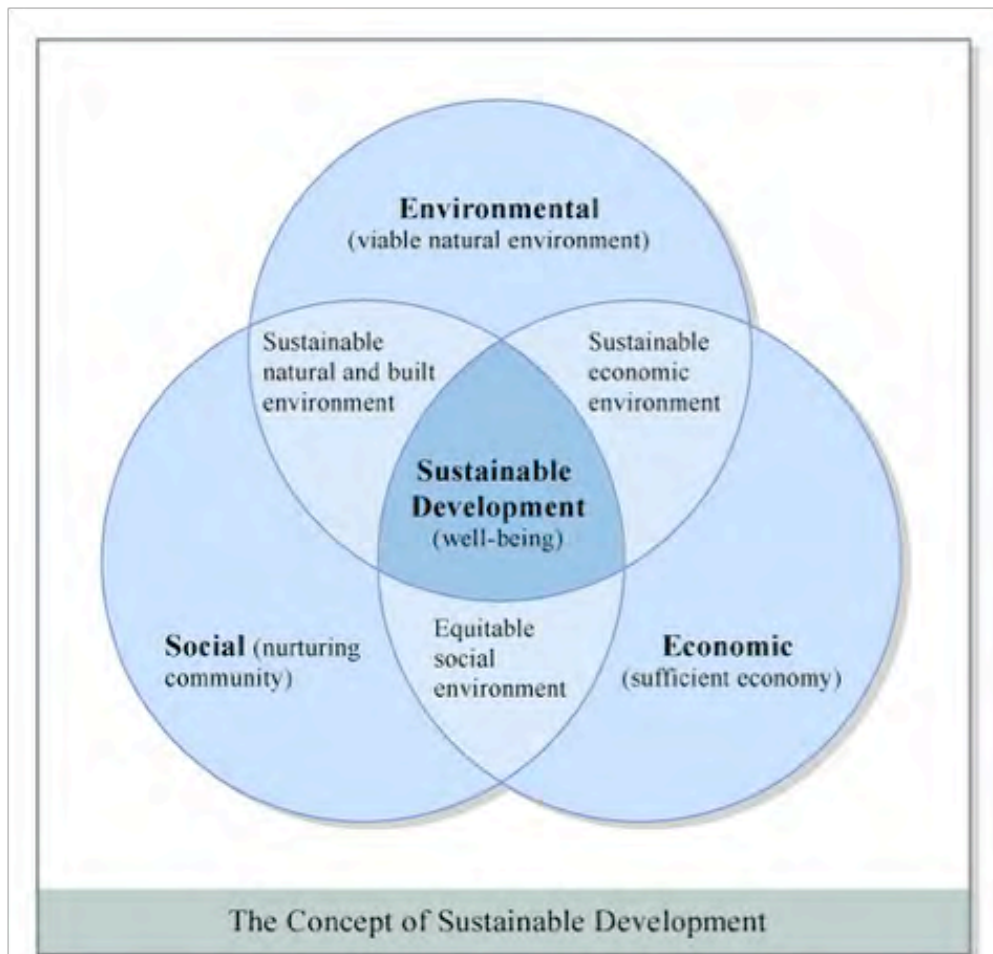 Environmental
(viable natural environment)
Sustainable
natural and built
environment
Sustainable
economic
environment
Sustainable
Development
(well-being)
Social (nurturing
community)
Equitable
social
environment
Economic
(sufficient economy)
The Concept of Sustainable Development